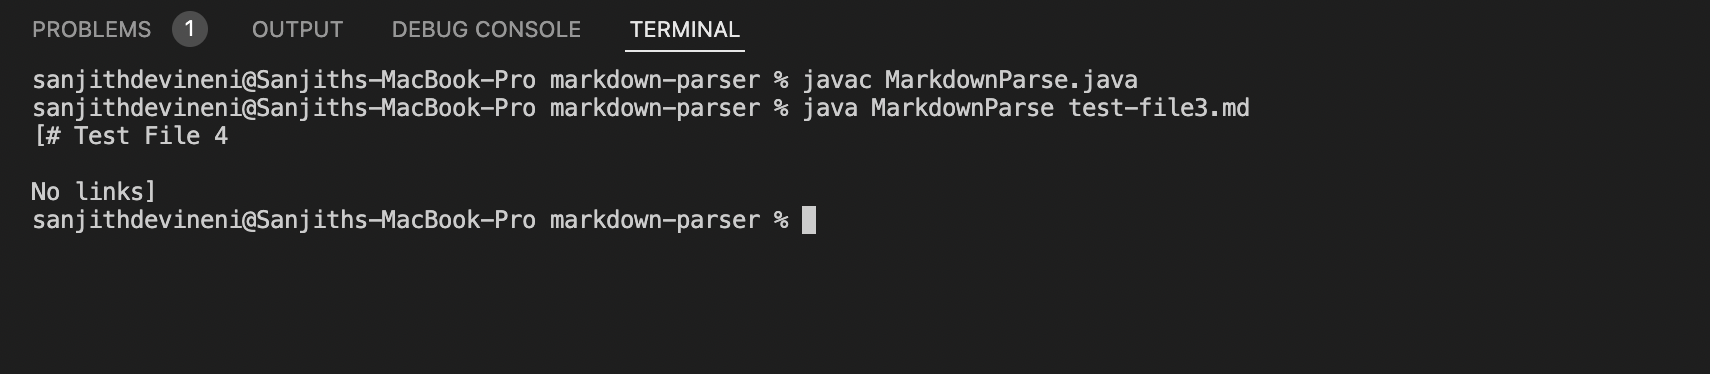 PROBLEMS 1 OUTPUT DEBUG CONSOLE TERMINAL
sanjithdevineni@Sanjiths-MacBook-Pro markdown-parser % javac MarkdownParse.java
sanjithdevineni@Sanjiths-MacBook-Pro markdown-parser % java MarkdownParse test-file3.md
[# Test File 4
No links]
sanjithdevineni@Sanjiths-MacBook-Pro markdown-parser %